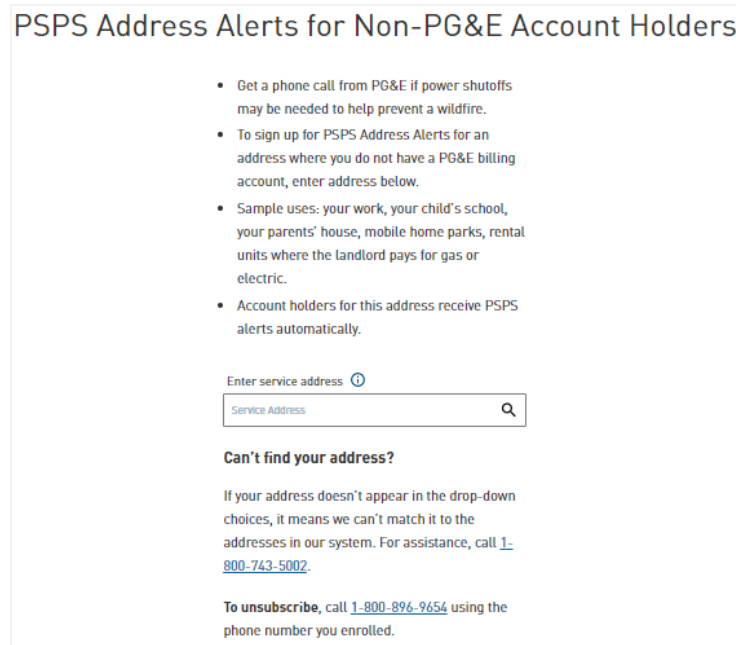 PSPS Address Alerts for Non-PG&E Account Holders
• Get a phone call from PG&E if power shutoffs
may be needed to help prevent a wildfire.
• To sign up for PSPS Address Alerts for an
address where you do not have a PG&E billing
account, enter address below.
• Sample uses: your work, your child's school,
your parents' house, mobile home parks, rental
units where the landlord pays for gas or
electric.
• Account holders for this address receive PSPS
alerts automatically.
Enter service address
Service Address
Can't find your address?
If your address doesn't appear in the drop-down
choices, it means we can't match it to the
addresses in our system. For assistance, call 1-
800-743-5002.
To unsubscribe, call 1-800-896-9654 using the
phone number you enrolled.